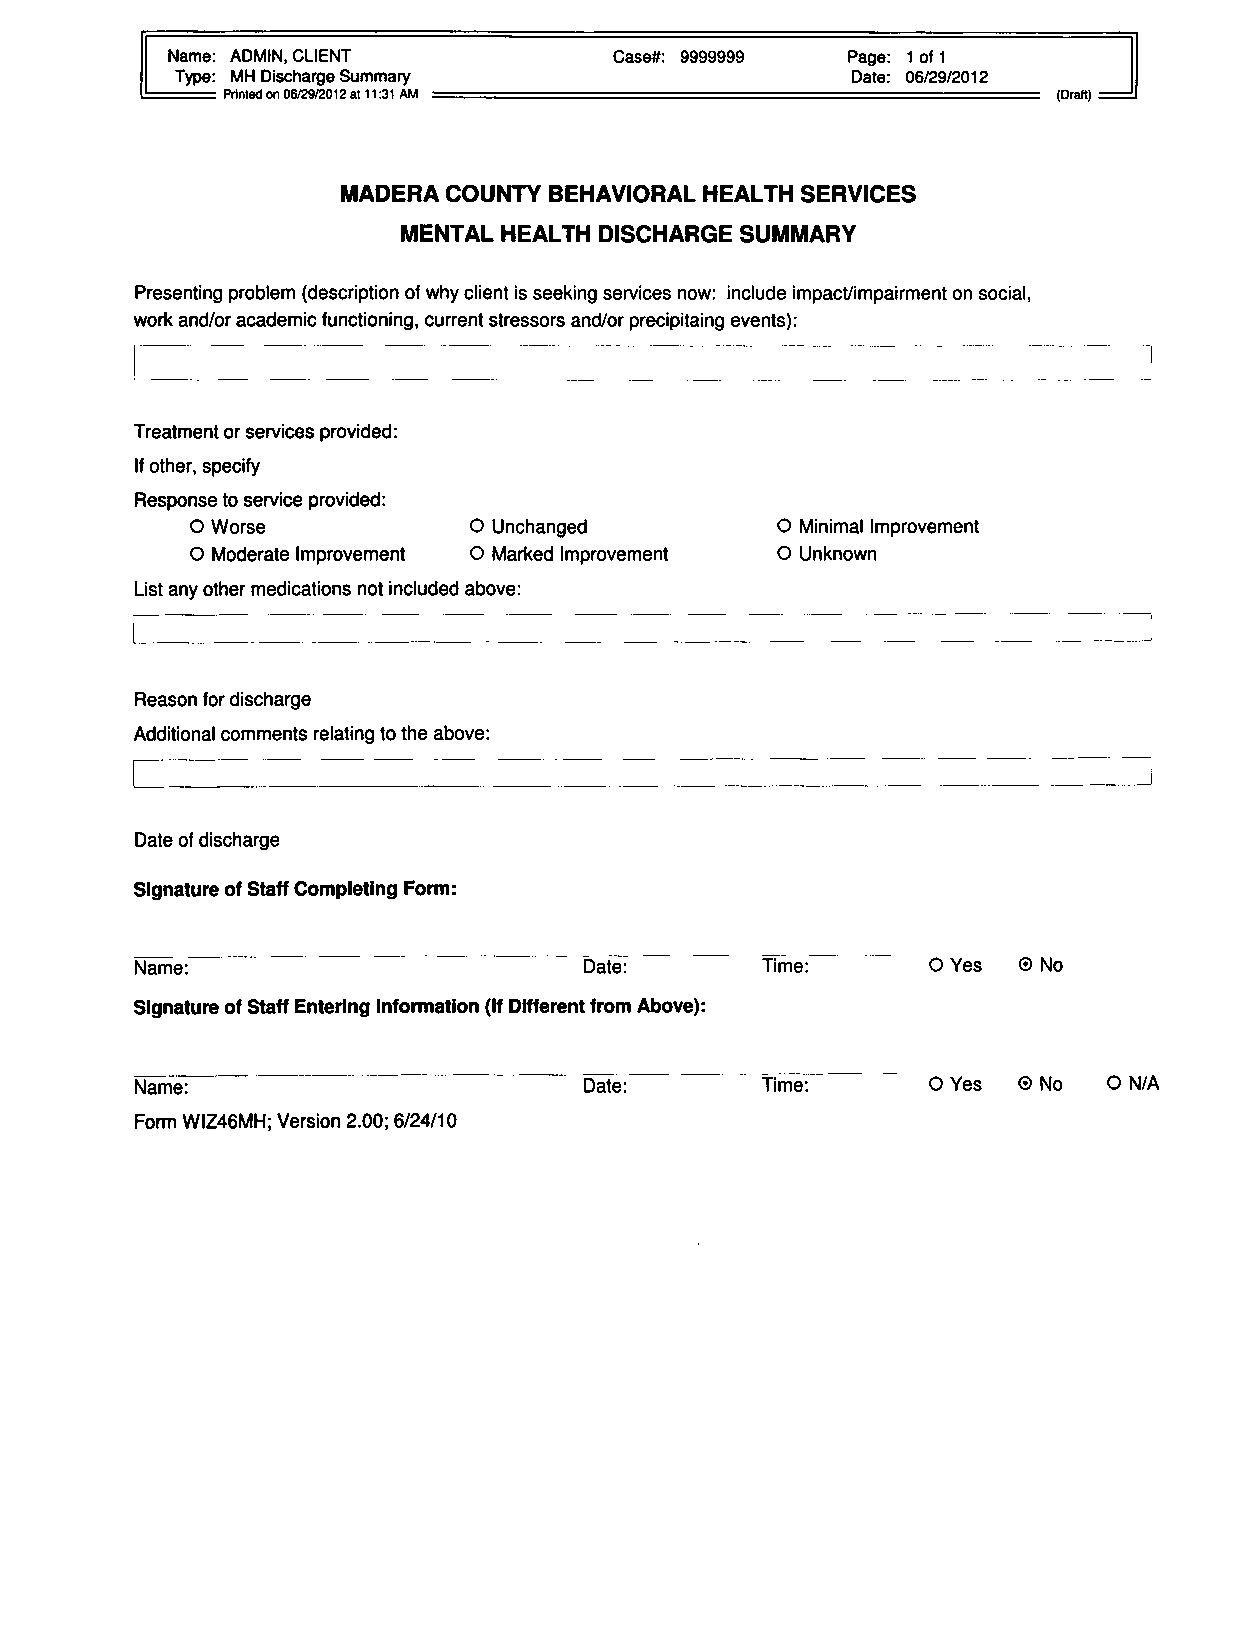 Name: ADMIN, CLIENT Case#: 9999999 Page: 1 of 1
Type: MH Discharge Summary Date: 06/29/2012
Printed on 06/29/2012 at 11:31 AM (Draft)
MADERA COUNTY BEHAVIORAL HEALTH SERVICES
MENTAL HEALTH DISCHARGE SUMMARY
Presenting problem (description of why client is seeking services now: include impact/impairment on social,
work and/or academic functioning, current stressors and/or precipitaing events):
Treatment or services provided:
If other, specify
Response to service provided:
O Worse O Unchanged O Minimal Improvement
O Moderate Improvement O Marked Improvement O Unknown
List any other medications not included above:
Reason for discharge
Additional comments relating to the above:
Date of discharge
Signature of Staff Completing Form:
Name: Date: Time: O Yes ⊙ No
Signature of Staff Entering Information (If Different from Above):
Name: Date: Time: O Yes ⊙ No O N/A
Form WIZ46MH; Version 2.00; 6/24/10